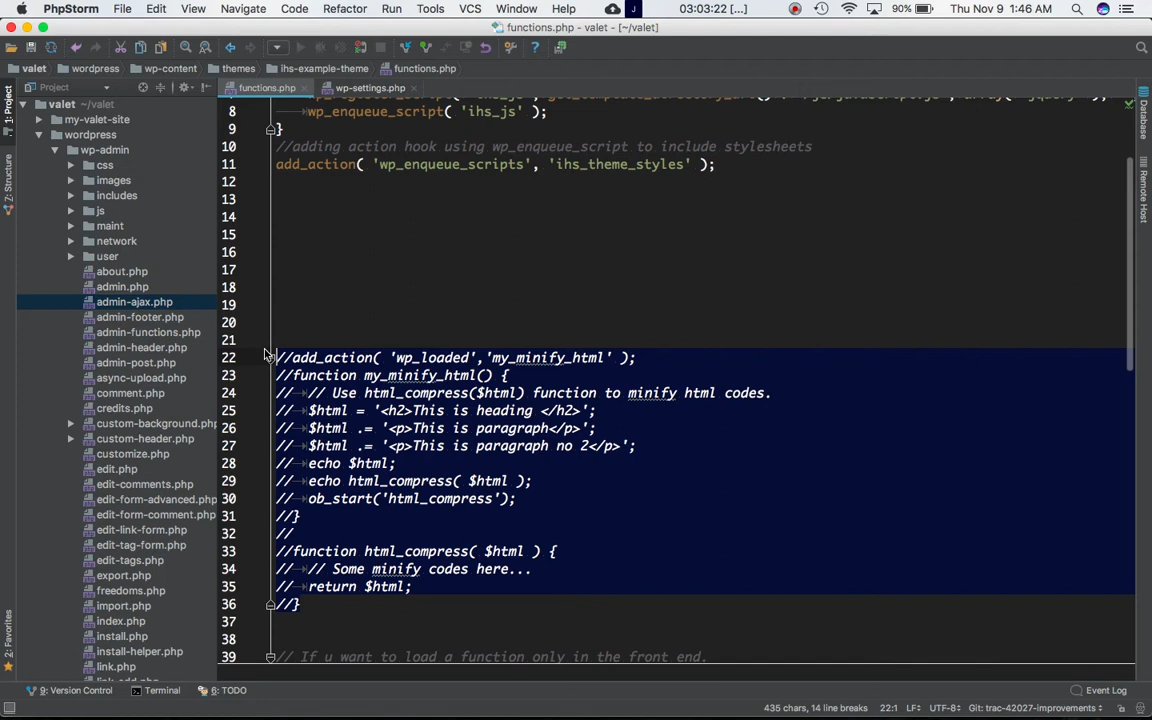 PhpStorm File Edit View Navigate Code Refactor Run Tools VCS Window Help J 03:03:22 [...] 90% Thu Nov 9 1:46 AM
functions.php - valet - [~/valet]
valet wordpress wp-content themes ihs-example-theme functions.php
Project functions.php wp-settings.php
1: Project
7: Structure
2: Favorites
Database
Remote Host
valet ~/valet
my-valet-site
wordpress
wp-admin
css
images
includes
js
maint
network
user
about.php
admin.php
admin-ajax.php
admin-footer.php
admin-functions.php
admin-header.php
admin-post.php
async-upload.php
comment.php
credits.php
custom-background.php
custom-header.php
customize.php
edit.php
edit-comments.php
edit-form-advanced.php
edit-form-comment.php
edit-link-form.php
edit-tag-form.php
edit-tags.php
export.php
freedoms.php
import.php
index.php
install.php
install-helper.php
link.php
8 wp_enqueue_script( 'ihs_js' );
9 }
10 //adding action hook using wp_enqueue_script to include stylesheets
11 add_action( 'wp_enqueue_scripts', 'ihs_theme_styles' );
12
13
14
15
16
17
18
19
20
21
22 //add_action( 'wp_loaded','my_minify_html' );
23 //function my_minify_html() {
24 // // Use html_compress($html) function to minify html codes.
25 // $html = '<h2>This is heading </h2>';
26 // $html .= '<p>This is paragraph</p>';
27 // $html .= '<p>This is paragraph no 2</p>';
28 // echo $html;
29 // echo html_compress( $html );
30 // ob_start('html_compress');
31 //}
32 //
33 //function html_compress( $html ) {
34 // // Some minify codes here...
35 // return $html;
36 //}
37
38
39 // If u want to load a function only in the front end.
9: Version Control Terminal 6: TODO Event Log
435 chars, 14 line breaks 22:1 LF UTF-8 Git: trac-42027-improvements